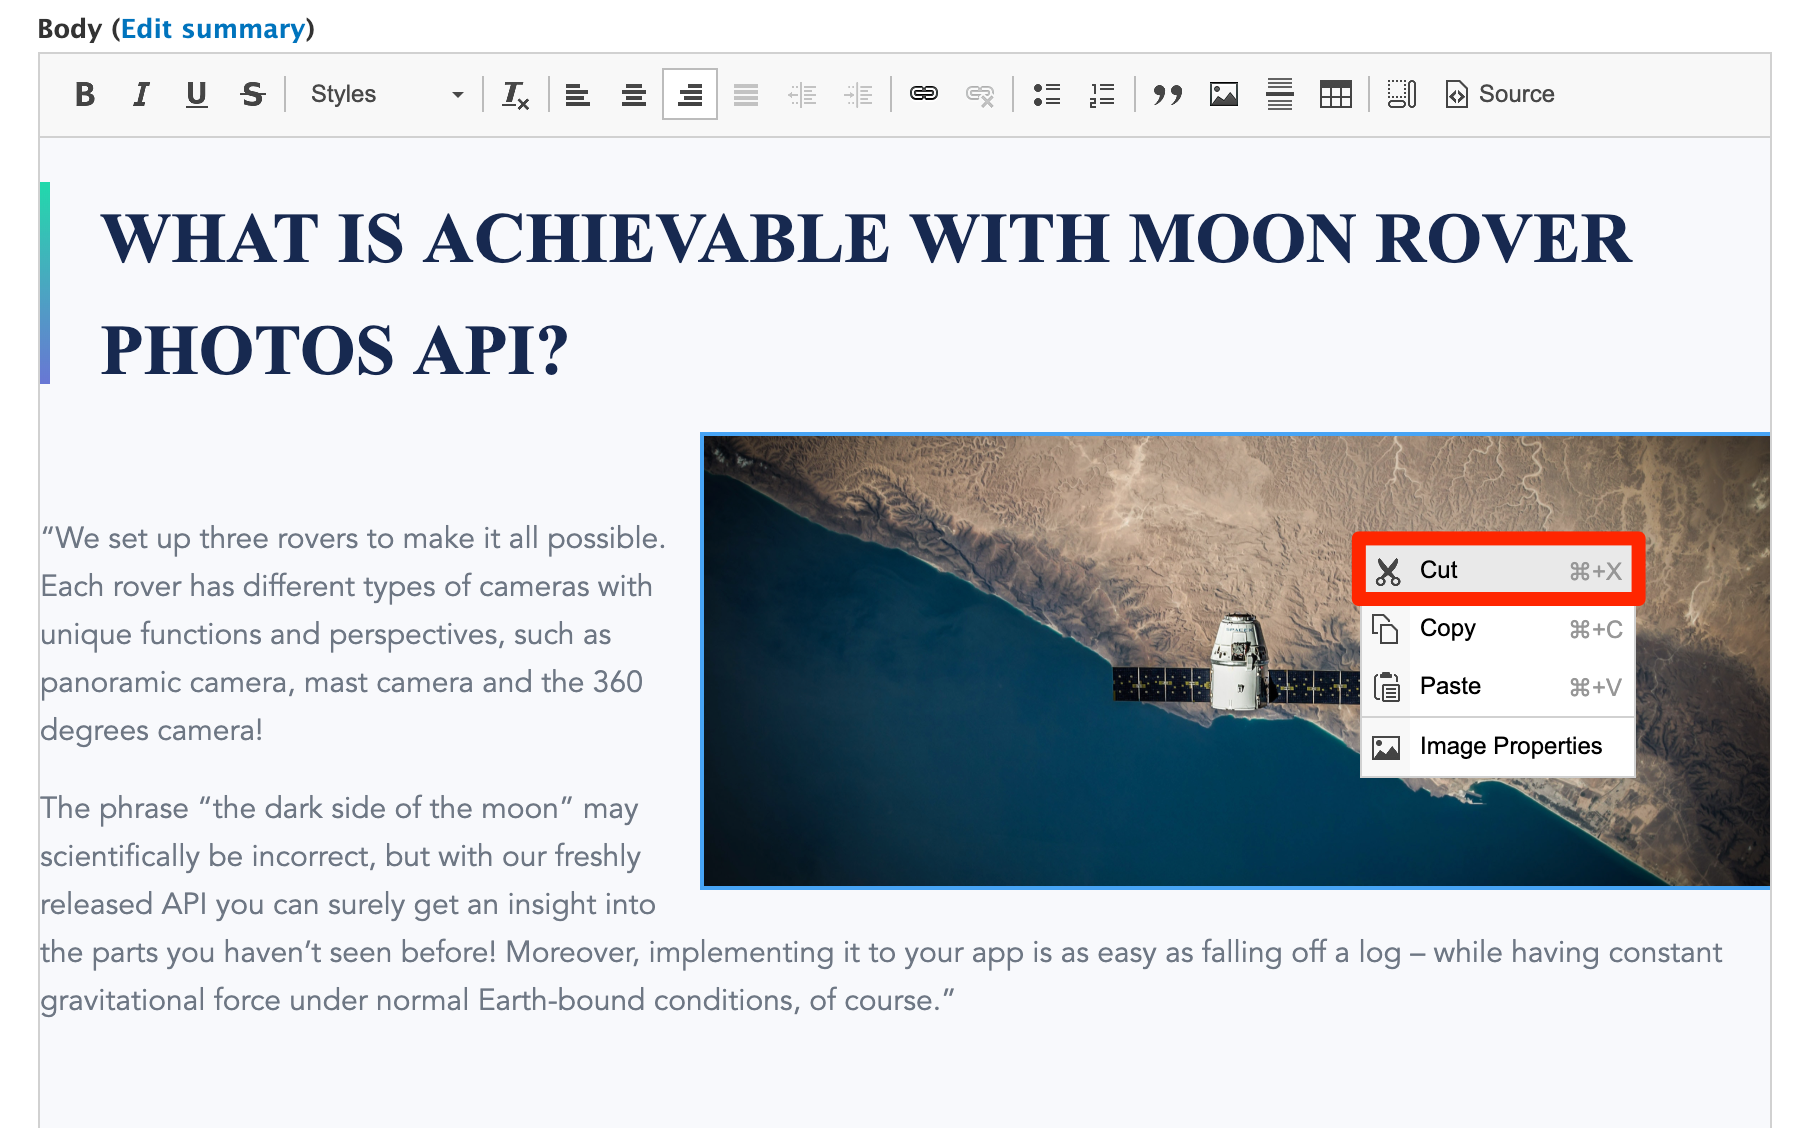 Body (Edit summary)
B I U S Styles Source
WHAT IS ACHIEVABLE WITH MOON ROVER
PHOTOS API?
“We set up three rovers to make it all possible.
Each rover has different types of cameras with
unique functions and perspectives, such as
panoramic camera, mast camera and the 360
degrees camera!
Cut ⌘+X
Copy ⌘+C
Paste ⌘+V
Image Properties
The phrase “the dark side of the moon” may
scientifically be incorrect, but with our freshly
released API you can surely get an insight into
the parts you haven’t seen before! Moreover, implementing it to your app is as easy as falling off a log – while having constant
gravitational force under normal Earth-bound conditions, of course.”